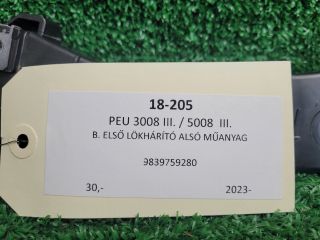 18-205
PEU 3008 III. / 5008 III.
B. ELSŐ LÖKHÁRÍTÓ ALSÓ MŰANYAG
9839759280
30,- 2023-